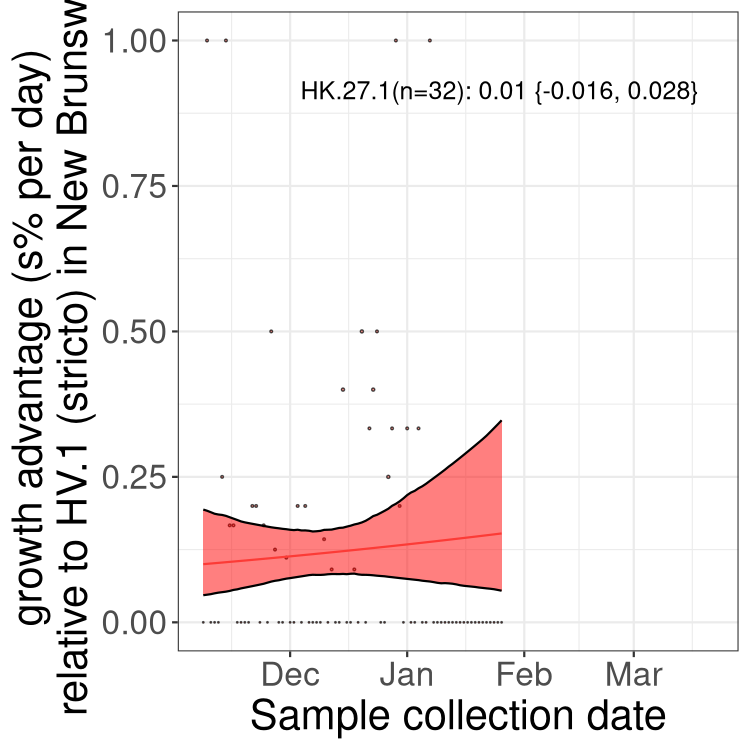 growth advantage (s% per day)
relative to HV.1 (stricto) in New Brunsw
1.00
0.75
0.50
0.25
0.00
HK.27.1(n=32): 0.01 {-0.016, 0.028}
Dec Jan Feb Mar
Sample collection date